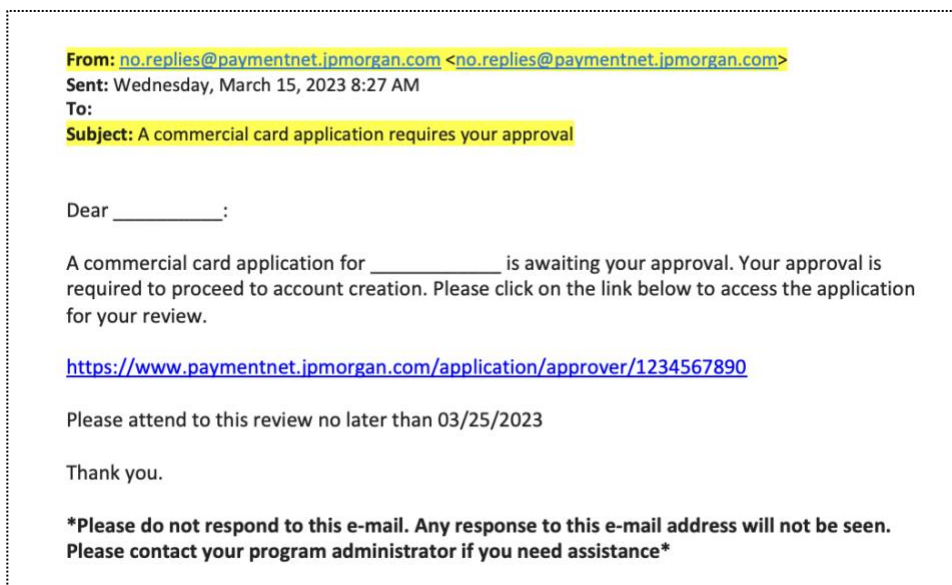 From: no.replies@paymentnet.jpmorgan.com <no.replies@paymentnet.jpmorgan.com>
Sent: Wednesday, March 15, 2023 8:27 AM
To:
Subject: A commercial card application requires your approval
Dear ___________:
A commercial card application for _____________ is awaiting your approval. Your approval is
required to proceed to account creation. Please click on the link below to access the application
for your review.
https://www.paymentnet.jpmorgan.com/application/approver/1234567890
Please attend to this review no later than 03/25/2023
Thank you.
*Please do not respond to this e-mail. Any response to this e-mail address will not be seen.
Please contact your program administrator if you need assistance*